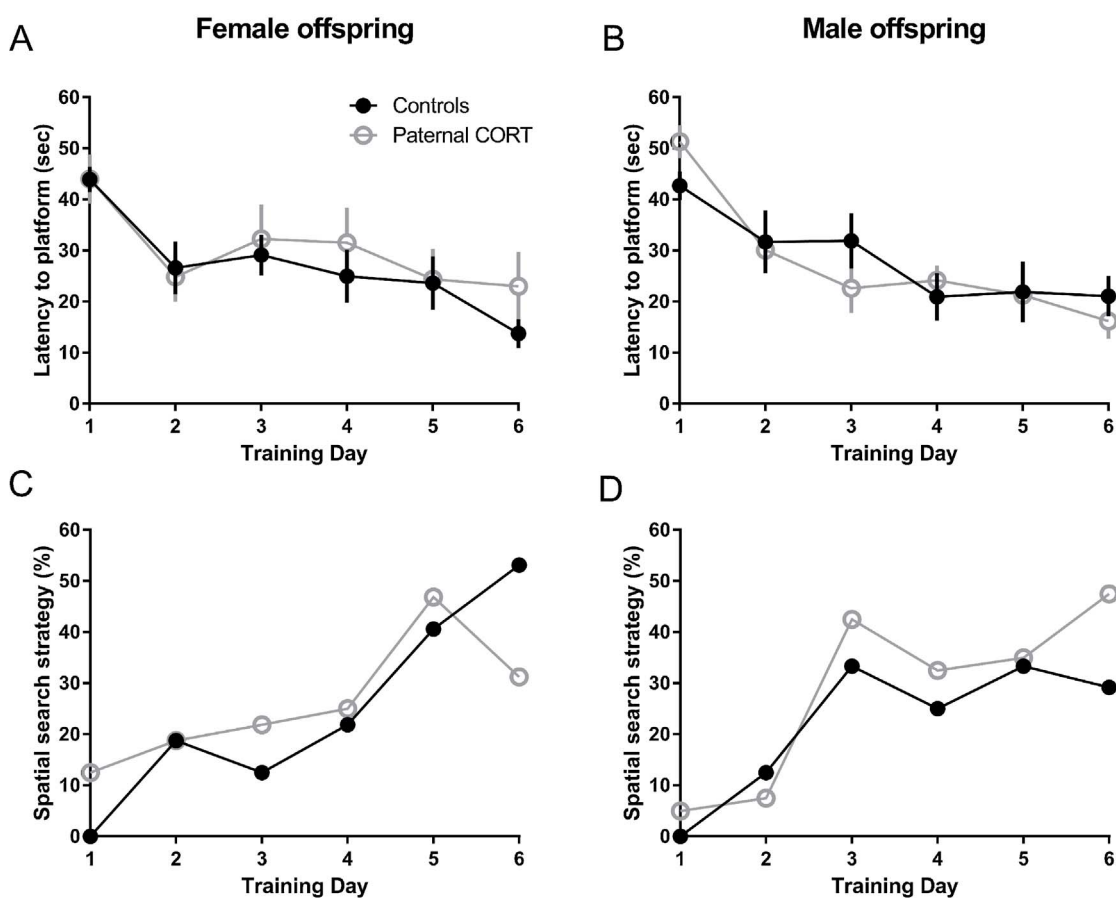 A
Female offspring
B
Male offspring
Latency to platform (sec)
60
50
40
30
20
10
0
1 2 3 4 5 6
Training Day
Controls
Paternal CORT
Latency to platform (sec)
60
50
40
30
20
10
0
1 2 3 4 5 6
Training Day
C
Spatial search strategy (%)
60
50
40
30
20
10
0
1 2 3 4 5 6
Training Day
D
Spatial search strategy (%)
60
50
40
30
20
10
0
1 2 3 4 5 6
Training Day